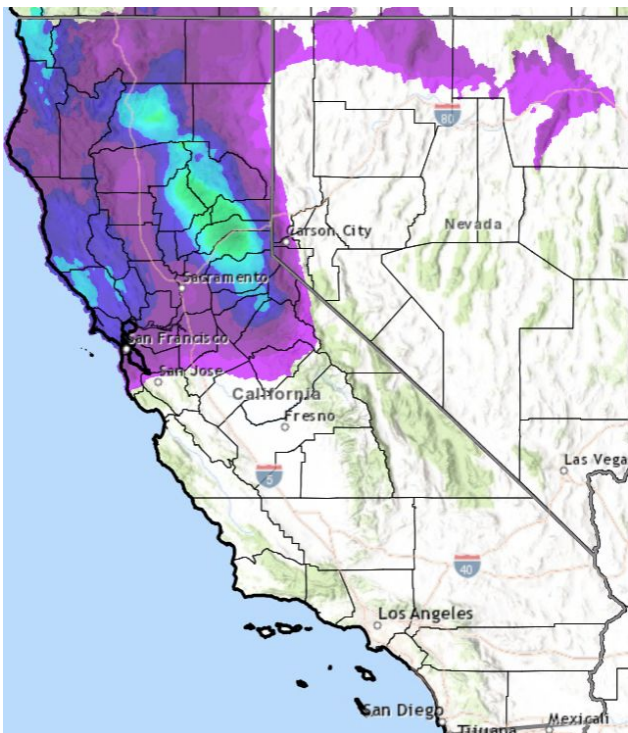 80
Nevada
Carson City
Sacramento
San Francisco
San Jose
California
Fresno
Las Vega
5
40
Los Angeles
San Diego
Tijuana
Mexicali